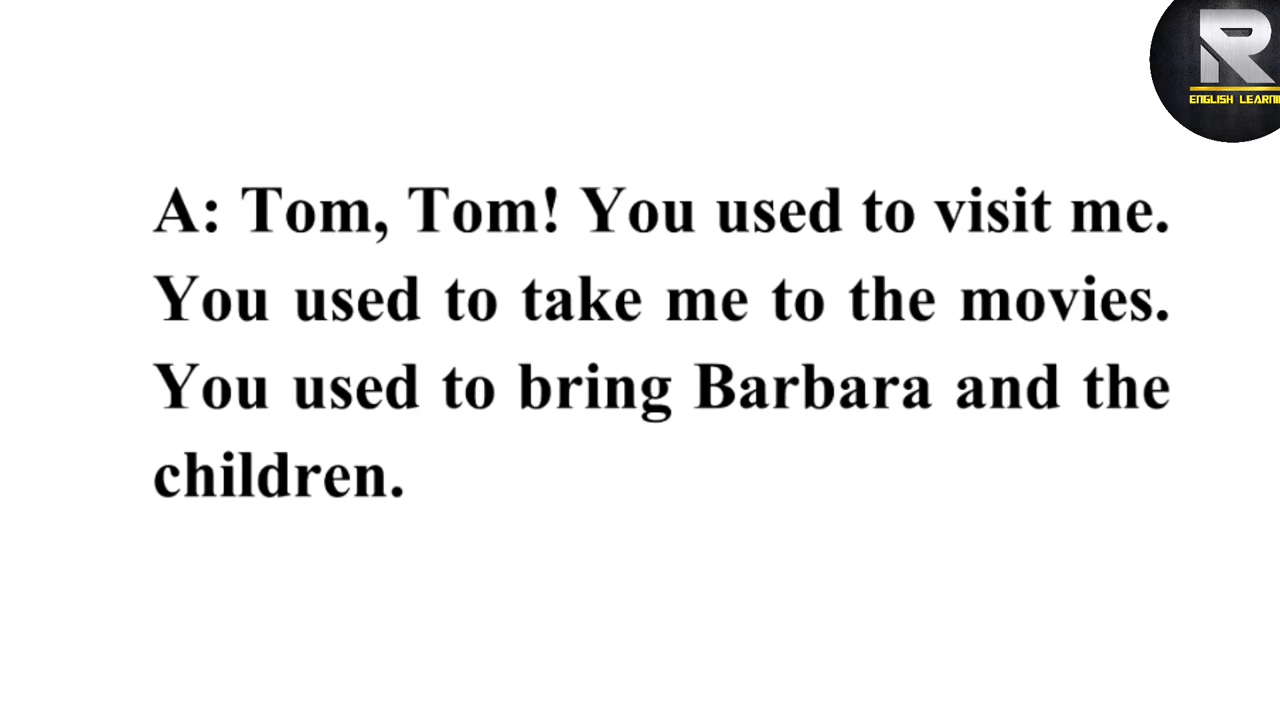 R
ENGLISH
A: Tom, Tom! You used to visit me.
You used to take me to the movies.
You used to bring Barbara and the
children.